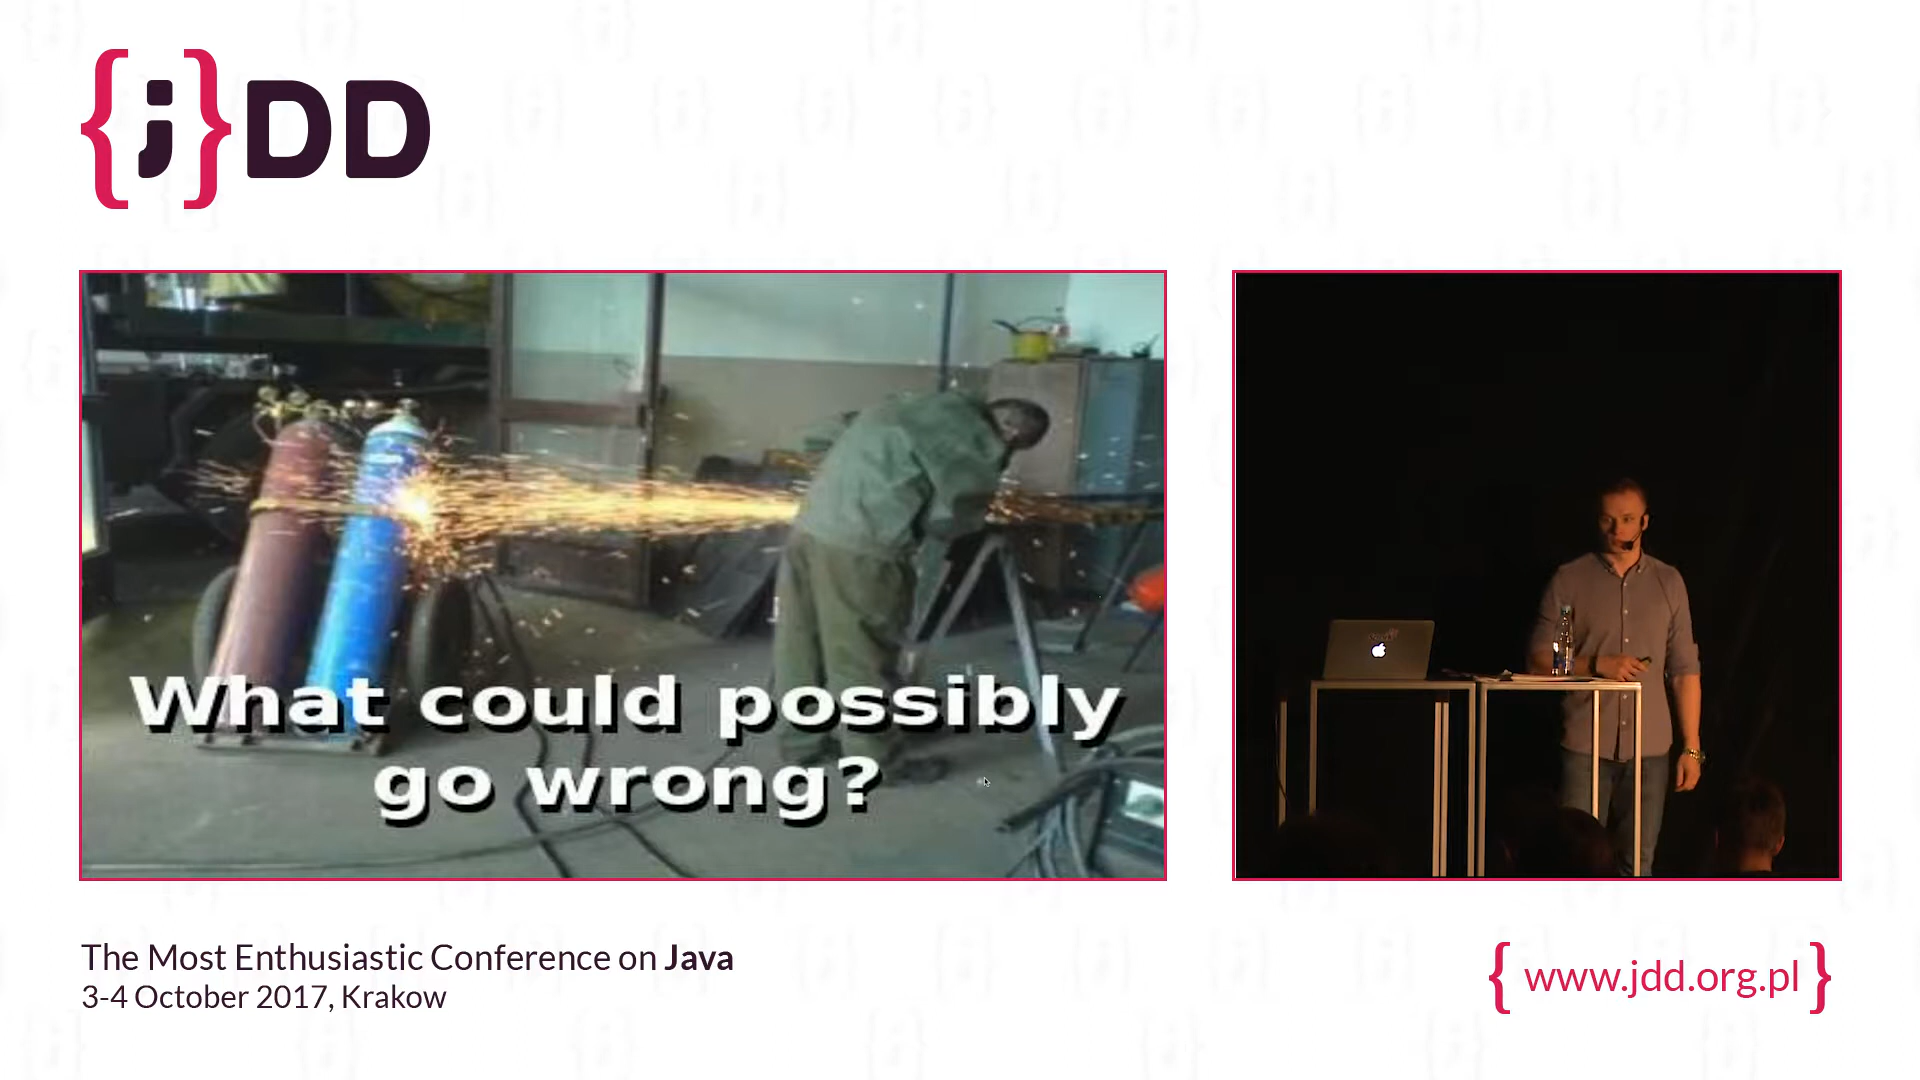 {;}DD
What could possibly
go wrong?
The Most Enthusiastic Conference on Java
3-4 October 2017, Krakow
{ www.jdd.org.pl }